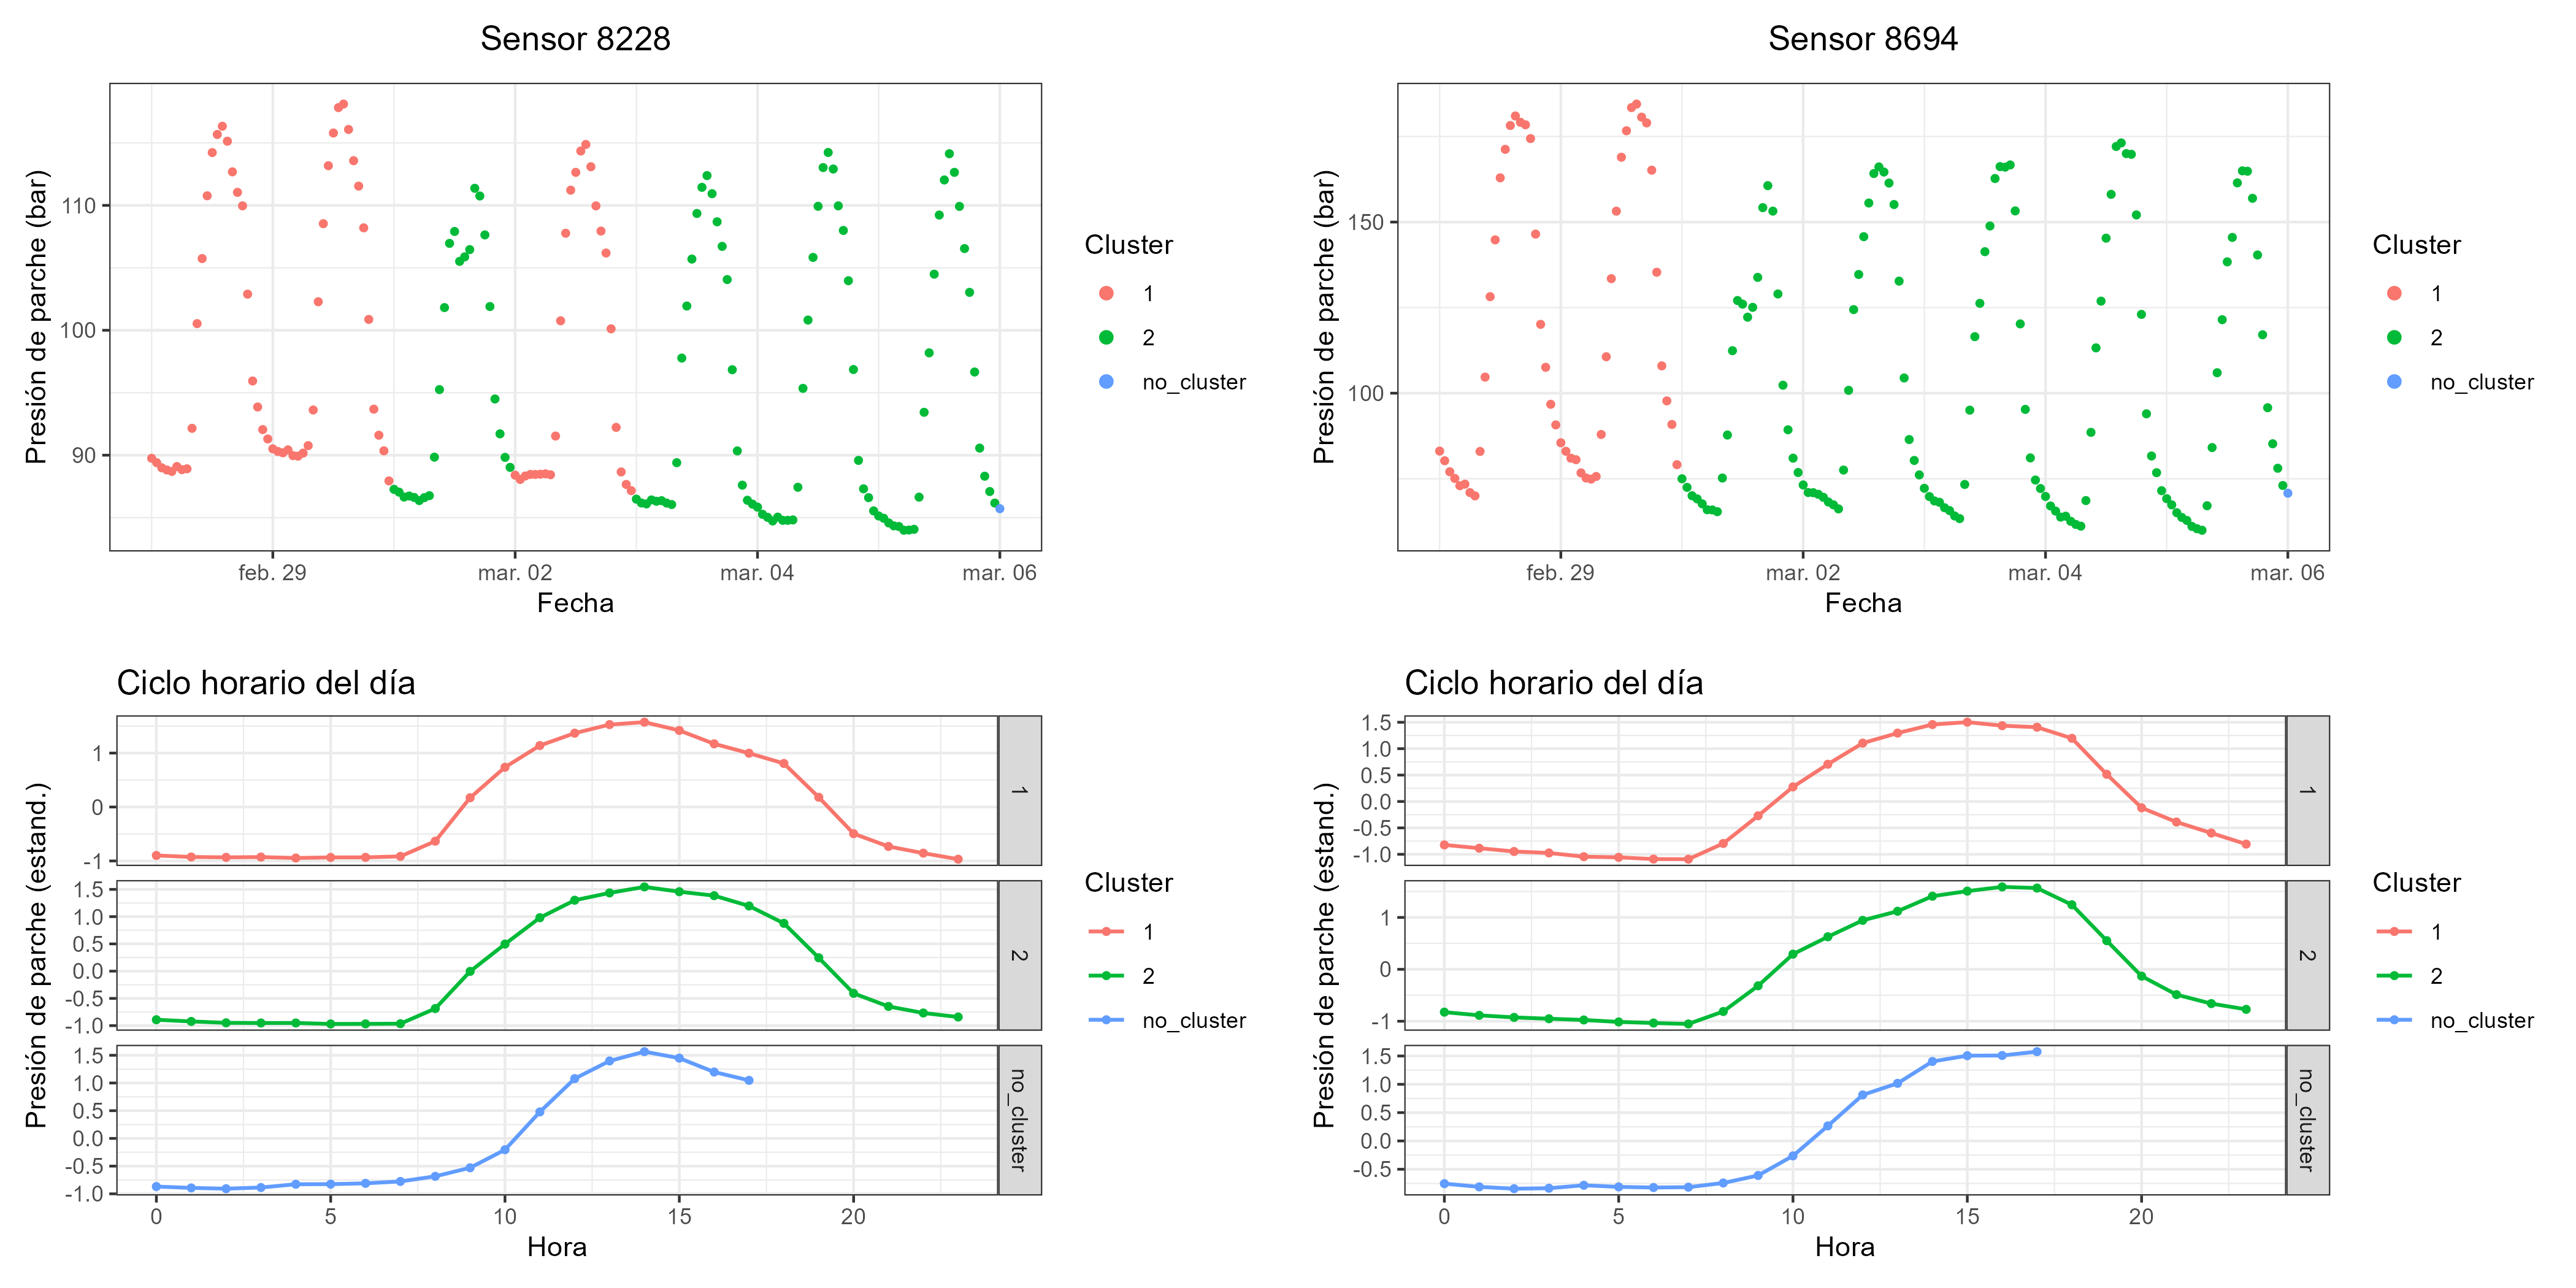 Sensor 8228
Presión de parche (bar)
110
100
90
feb. 29
mar. 02
mar. 04
mar. 06
Fecha
Cluster
1
2
no_cluster
Sensor 8694
Presión de parche (bar)
150
100
feb. 29
mar. 02
mar. 04
mar. 06
Fecha
Cluster
1
2
no_cluster
Ciclo horario del día
Presión de parche (estand.)
1
0
-1
1
1.5
1.0
0.5
0.0
-0.5
-1.0
2
1.5
1.0
0.5
0.0
-0.5
-1.0
no_cluster
0
5
10
15
20
Hora
Cluster
1
2
no_cluster
Ciclo horario del día
Presión de parche (estand.)
1.5
1.0
0.5
0.0
-0.5
-1.0
1
1
0
-1
2
1.5
1.0
0.5
0.0
-0.5
no_cluster
0
5
10
15
20
Hora
Cluster
1
2
no_cluster